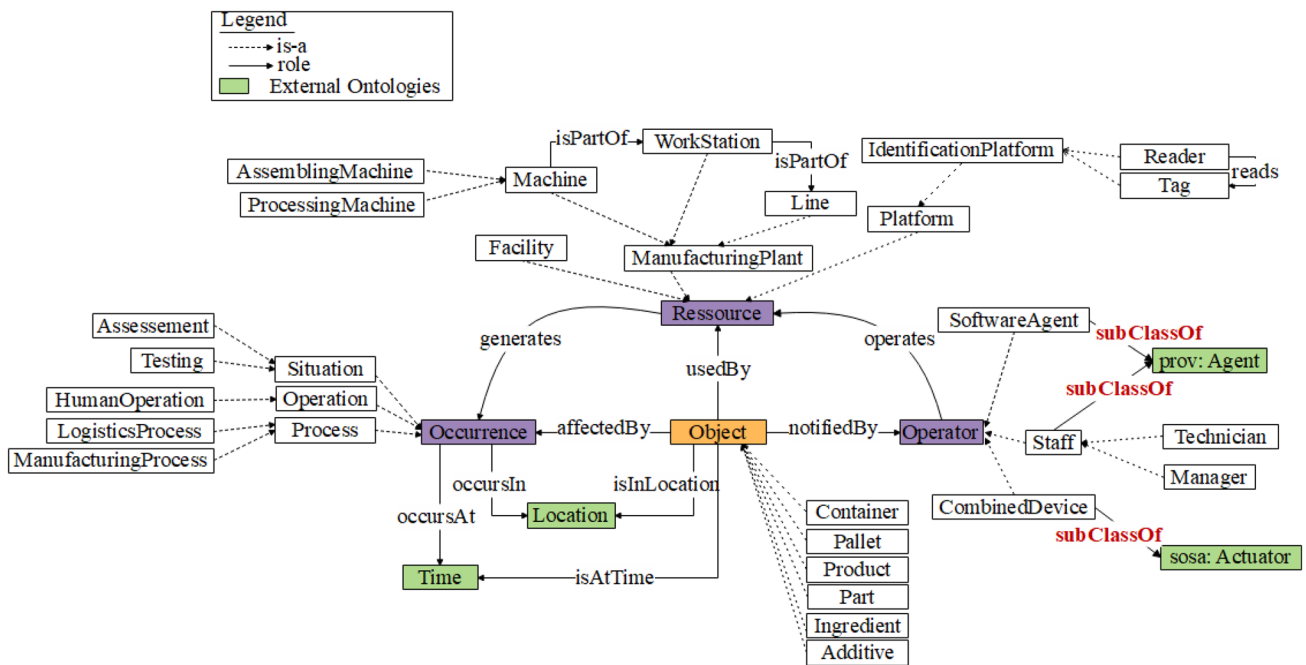 Legend
is-a
role
External Ontologies
isPartOf
WorkStation
isPartOf
IdentificationPlatform
Reader
reads
Tag
AssemblingMachine
Machine
ProcessingMachine
Line
Platform
Facility
ManufacturingPlant
Ressource
generates
operates
usedBy
SoftwareAgent
subClassOf
prov: Agent
subClassOf
Assessement
Testing
Situation
HumanOperation
Operation
LogisticsProcess
Process
ManufacturingProcess
Occurrence
affectedBy
Object
notifiedBy
Operator
Staff
Technician
Manager
occursIn
isInLocation
occursAt
Location
Time
isAtTime
Container
Pallet
Product
Part
Ingredient
Additive
CombinedDevice
subClassOf
sosa: Actuator